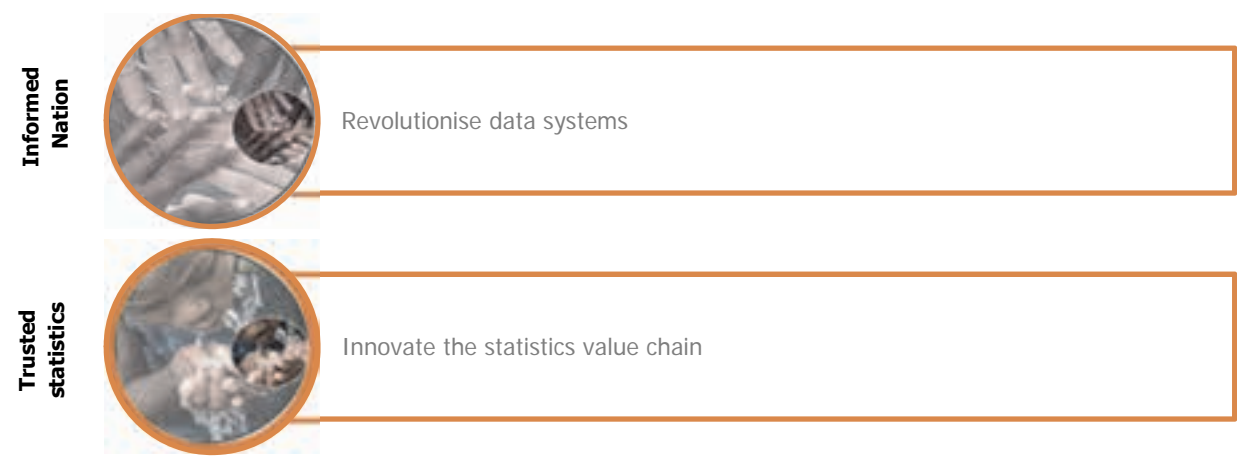 Informed
Nation
Revolutionise data systems
Trusted
statistics
Innovate the statistics value chain